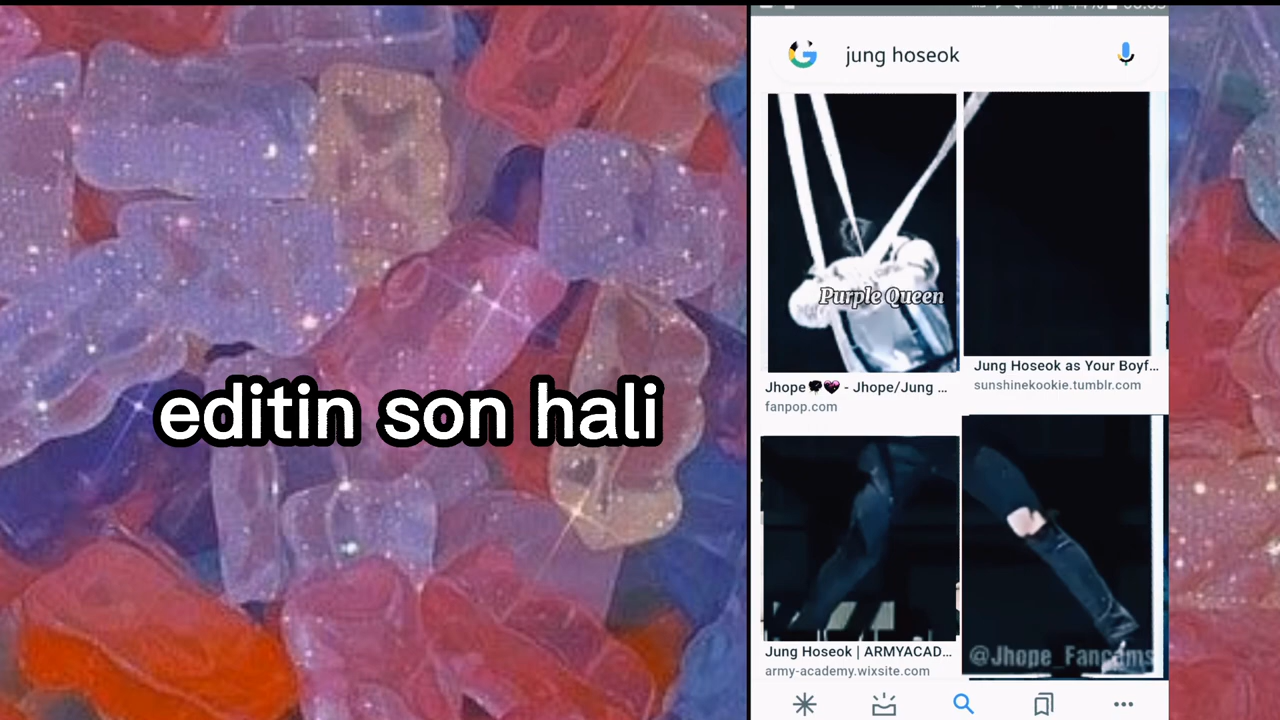 editin son hali
jung hoseok
Purple Queen
Jhope🖤💗 - Jhope/Jung ...
fanpop.com
Jung Hoseok as Your Boyf...
sunshinekookie.tumblr.com
Jung Hoseok | ARMYACAD...
army-academy.wixsite.com
@Jhope_Fancams